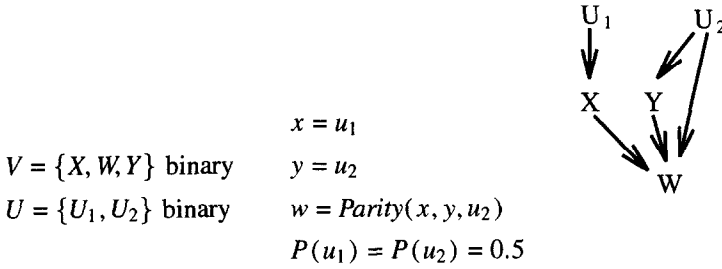 U₁ U₂
x = u₁
X Y
V = {X, W, Y} binary
y = u₂
W
U = {U₁, U₂} binary
w = Parity(x, y, u₂)
P(u₁) = P(u₂) = 0.5